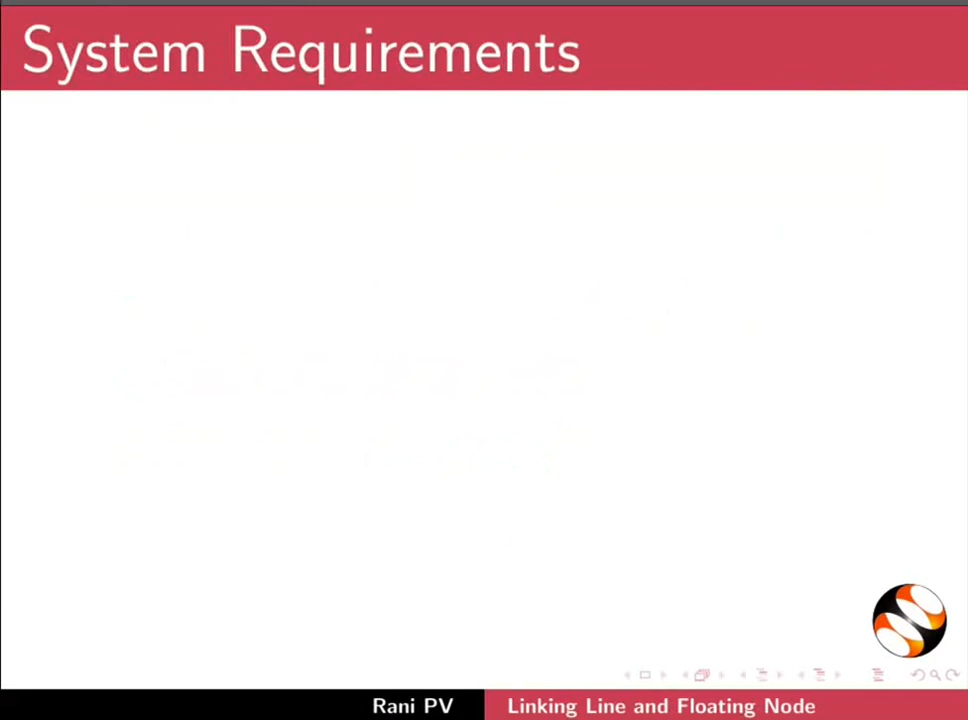 System Requirements
Rani PV
Linking Line and Floating Node